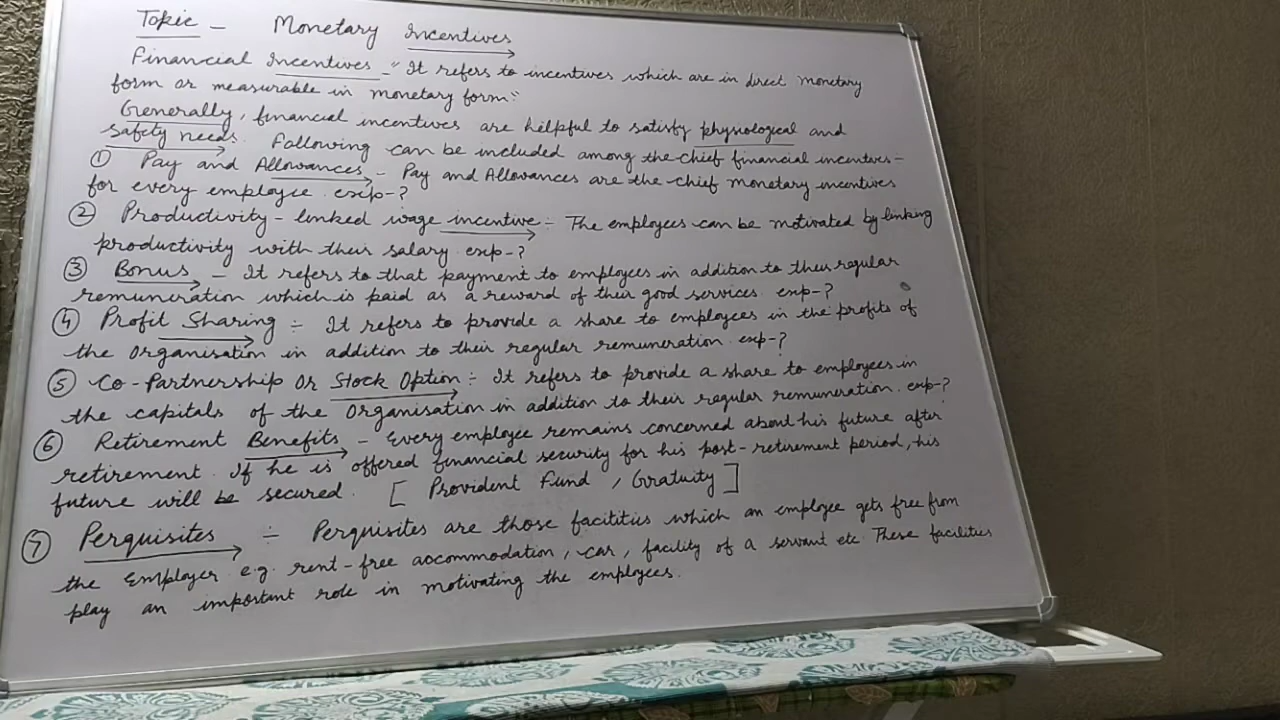 Topic - Monetary Incentives
Financial Incentives - "It refers to incentives which are in direct monetary
form or measurable in monetary form"
Generally, financial incentives are helpful to satisfy physiological and
safety needs. Following can be included among the chief financial incentives -
① Pay and Allowances - Pay and Allowances are the chief monetary incentives
for every employee. exp-?
② Productivity - linked wage incentive :- The employees can be motivated by linking
productivity with their salary. exp-?
③ Bonus - It refers to that payment to employees in addition to their regular
remuneration which is paid as a reward of their good services. exp-?
④ Profit Sharing :- It refers to provide a share to employees in the profits of
the Organisation in addition to their regular remuneration. exp-?
⑤ Co-Partnership Or Stock Option :- It refers to provide a share to employees in
the capitals of the Organisation in addition to their regular remuneration. exp-?
⑥ Retirement Benefits - Every employee remains concerned about his future after
retirement. If he is offered financial security for his post-retirement period, his
future will be secured. [ Provident Fund, Gratuity ]
⑦ Perquisites :- Perquisites are those facilities which an employee gets free from
the Employer e.g. rent-free accommodation, car, facility of a servant etc. These facilities
play an important role in motivating the employees.